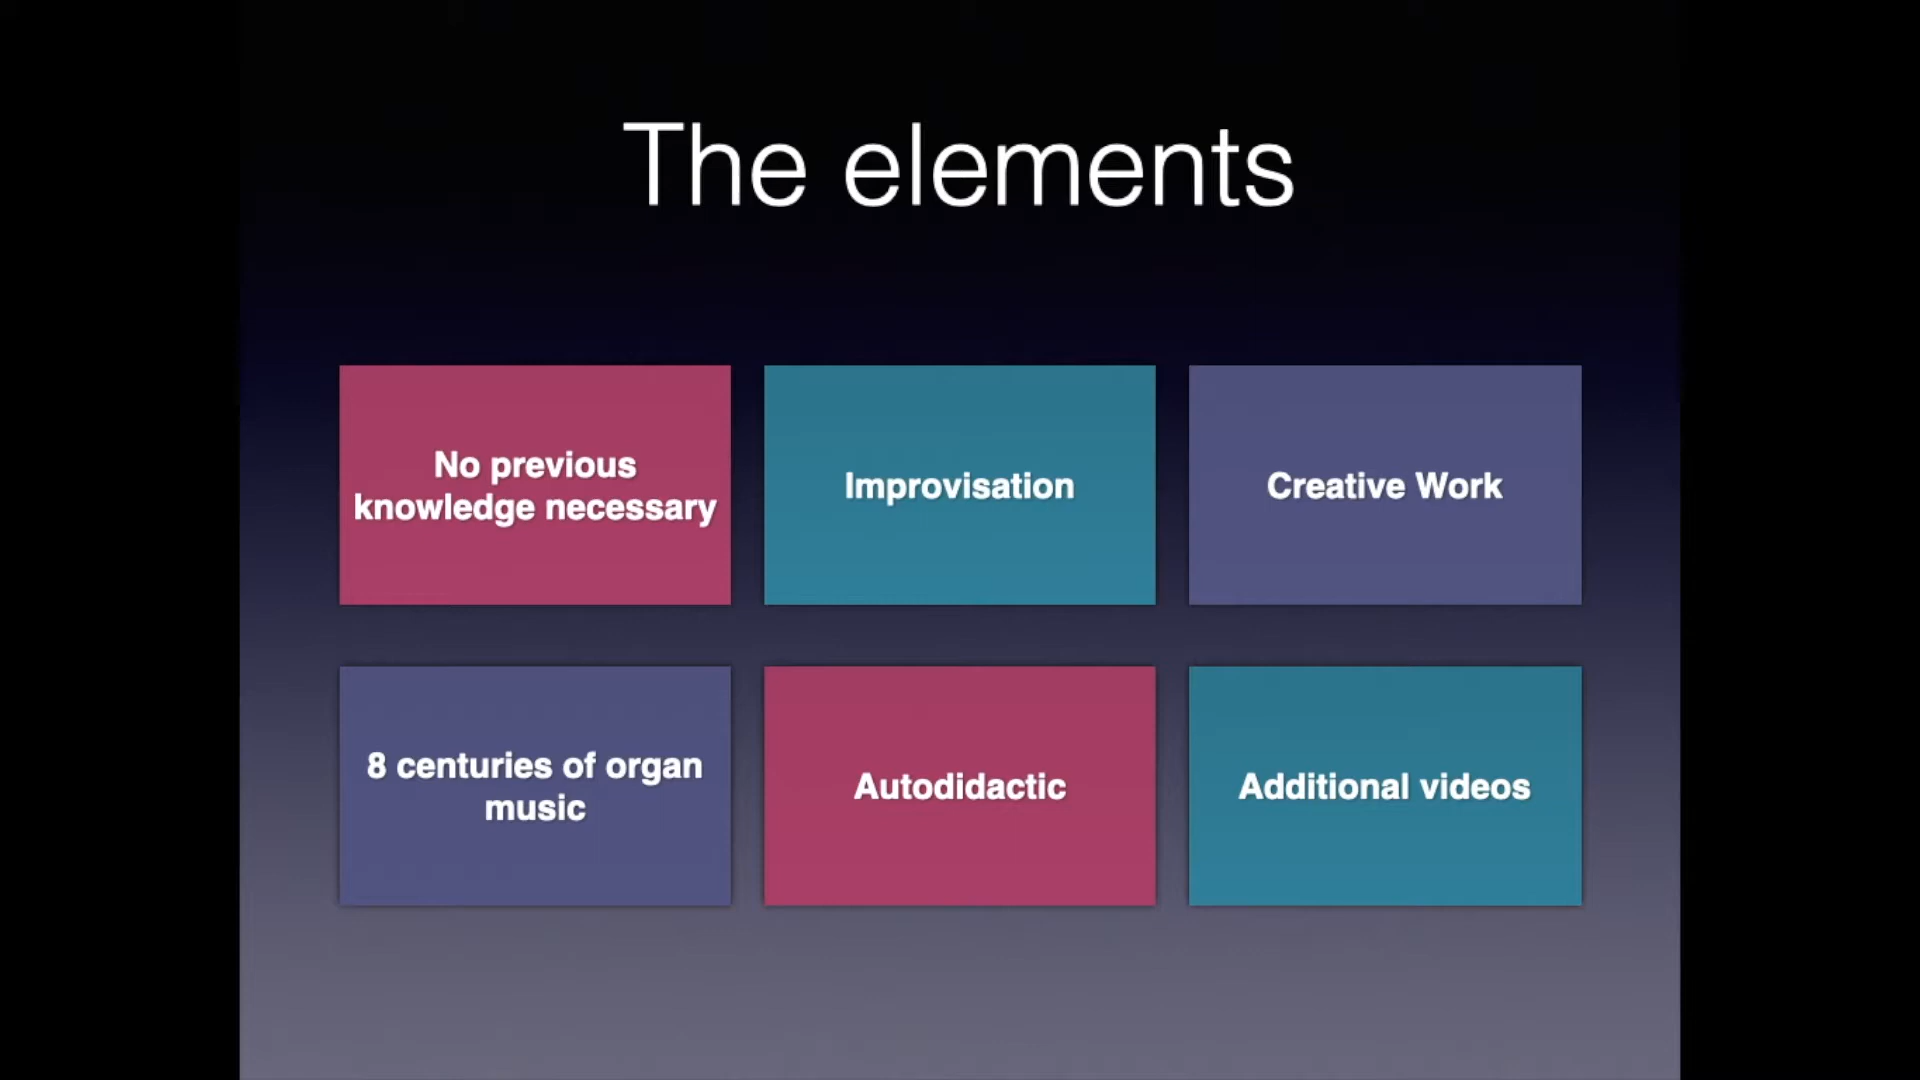 The elements
No previous
knowledge necessary
Improvisation
Creative Work
8 centuries of organ
music
Autodidactic
Additional videos